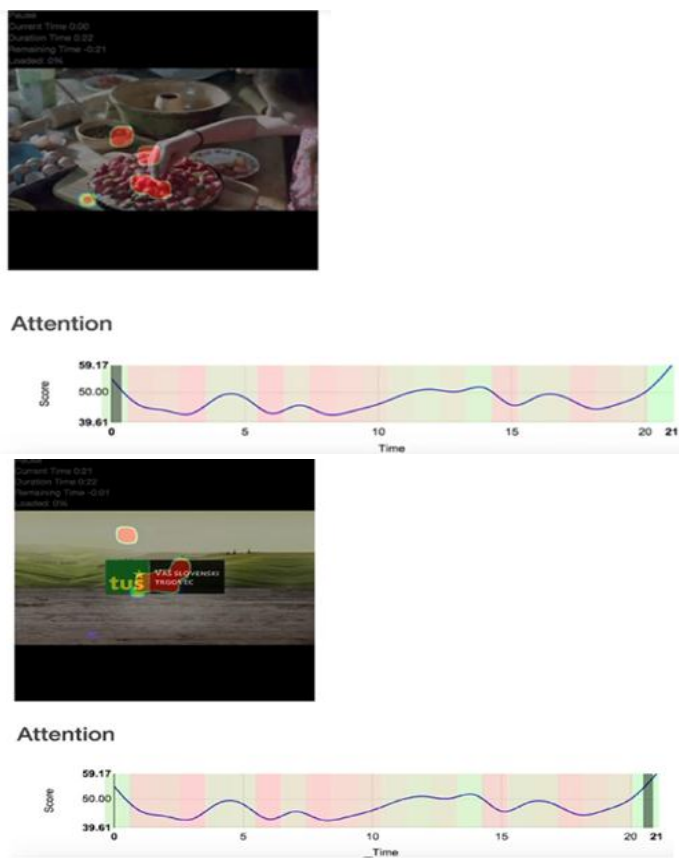 Pause
Current Time 0:00
Duration Time 0:22
Remaining Time -0:21
Loaded: 0%
Attention
59.17
50.00
39.61
Score
0 5 10 15 20 21
Time
Current Time 0:21
Duration Time 0:22
Remaining Time -0:01
Loaded: 0%
tuš VAŠ SLOVENSKI
TRGOVEC
Attention
59.17
50.00
39.61
Score
0 5 10 15 20 21
_Time